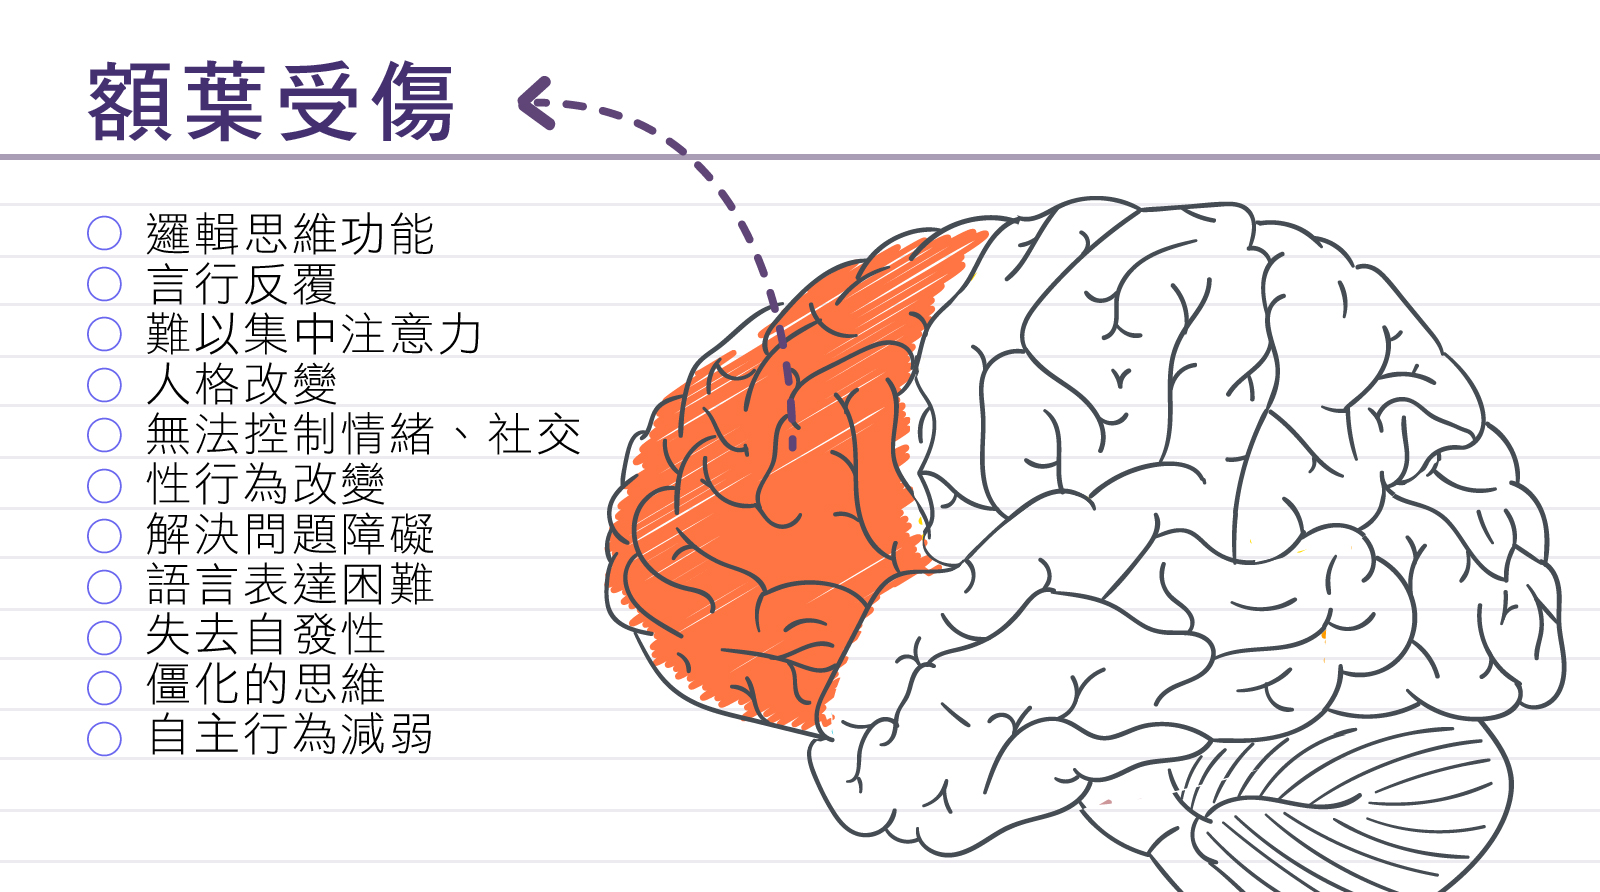 額葉受傷
邏輯思維功能
言行反覆
難以集中注意力
人格改變
無法控制情緒、社交
性行為改變
解決問題障礙
語言表達困難
失去自發性
僵化的思維
自主行為減弱